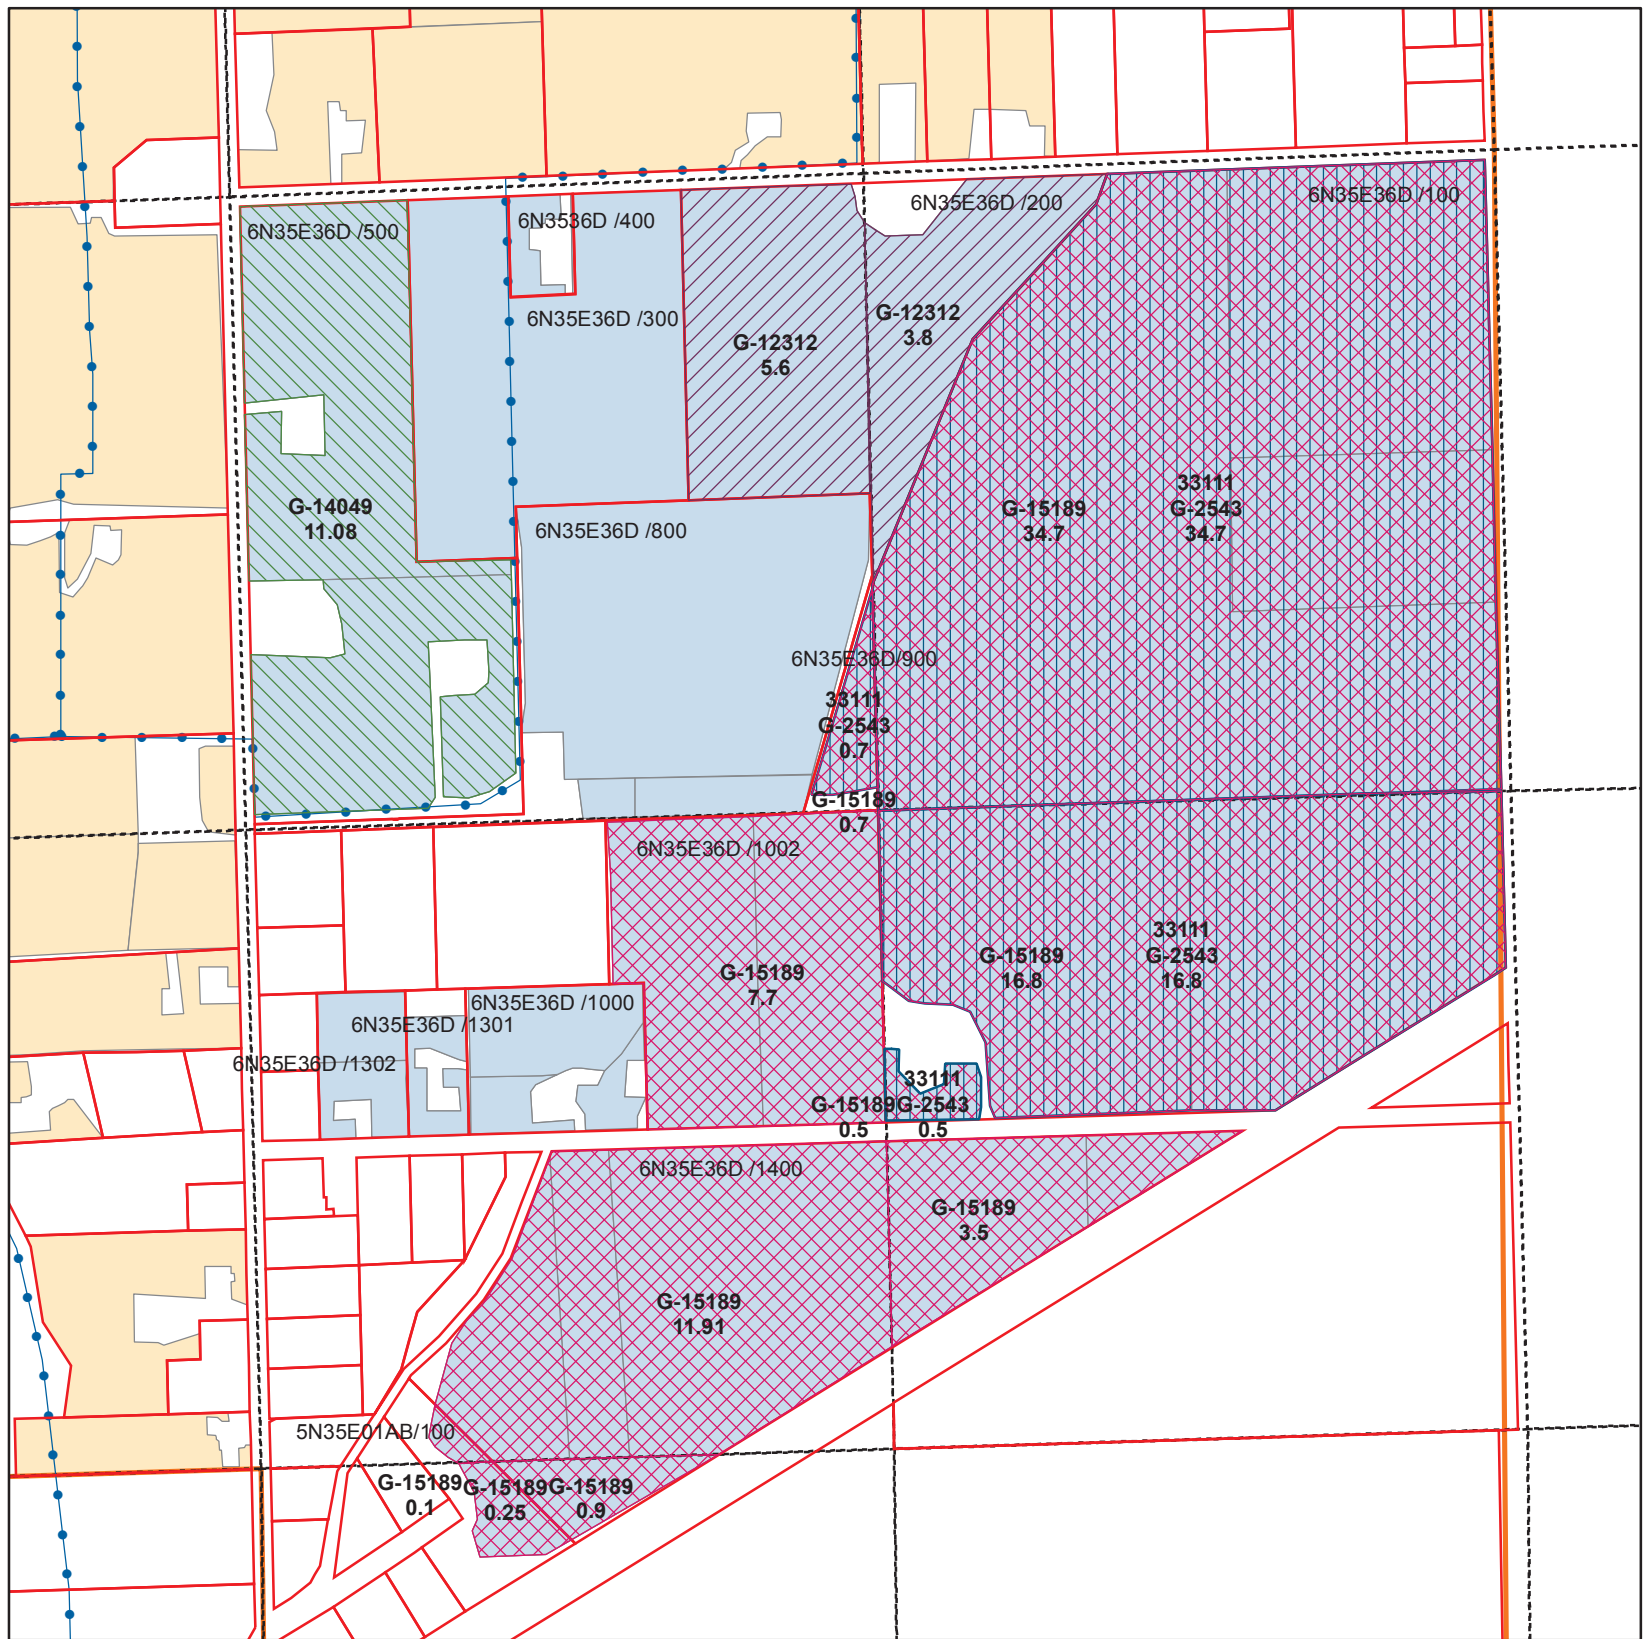 6N35E36D /100
6N35E36D /200
6N3536D /400
6N35E36D /500
6N35E36D /300
G-12312
3.8
G-12312
5.6
33111
G-2543
34.7
G-15189
34.7
G-14049
11.08
6N35E36D /800
6N35E36D/900
33111
G-2543
0.7
G-15189
0.7
6N35E36D /1002
33111
G-2543
16.8
G-15189
16.8
G-15189
7.7
6N35E36D /1000
6N35E36D /1301
6N35E36D /1302
33111
G-2543
0.5
G-15189
0.5
6N35E36D /1400
G-15189
3.5
G-15189
11.91
5N35E01AB/100
G-15189
0.1
G-15189
0.25
G-15189
0.9